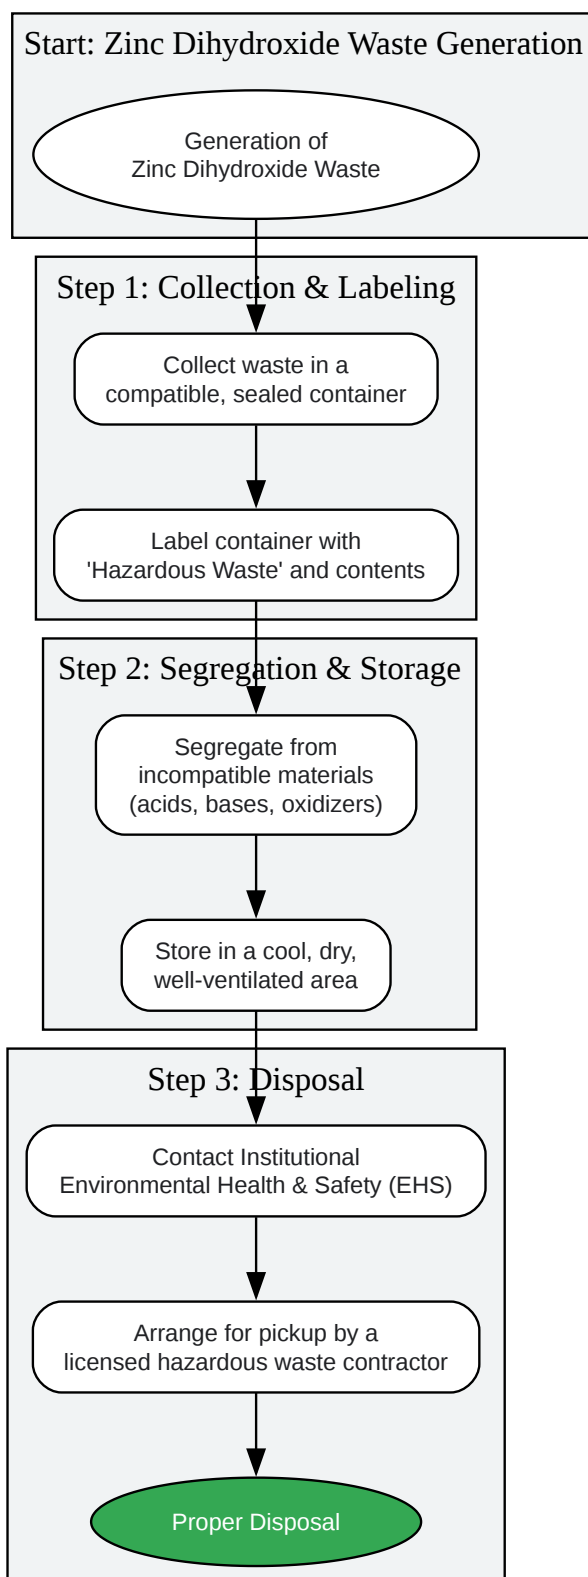 Start: Zinc Dihydroxide Waste Generation
Generation of
Zinc Dihydroxide Waste
Step 1: Collection & Labeling
Collect waste in a
compatible, sealed container
Label container with
'Hazardous Waste' and contents
Step 2: Segregation & Storage
Segregate from
incompatible materials
(acids, bases, oxidizers)
Store in a cool, dry,
well-ventilated area
Step 3: Disposal
Contact Institutional
Environmental Health & Safety (EHS)
Arrange for pickup by a
licensed hazardous waste contractor
Proper Disposal